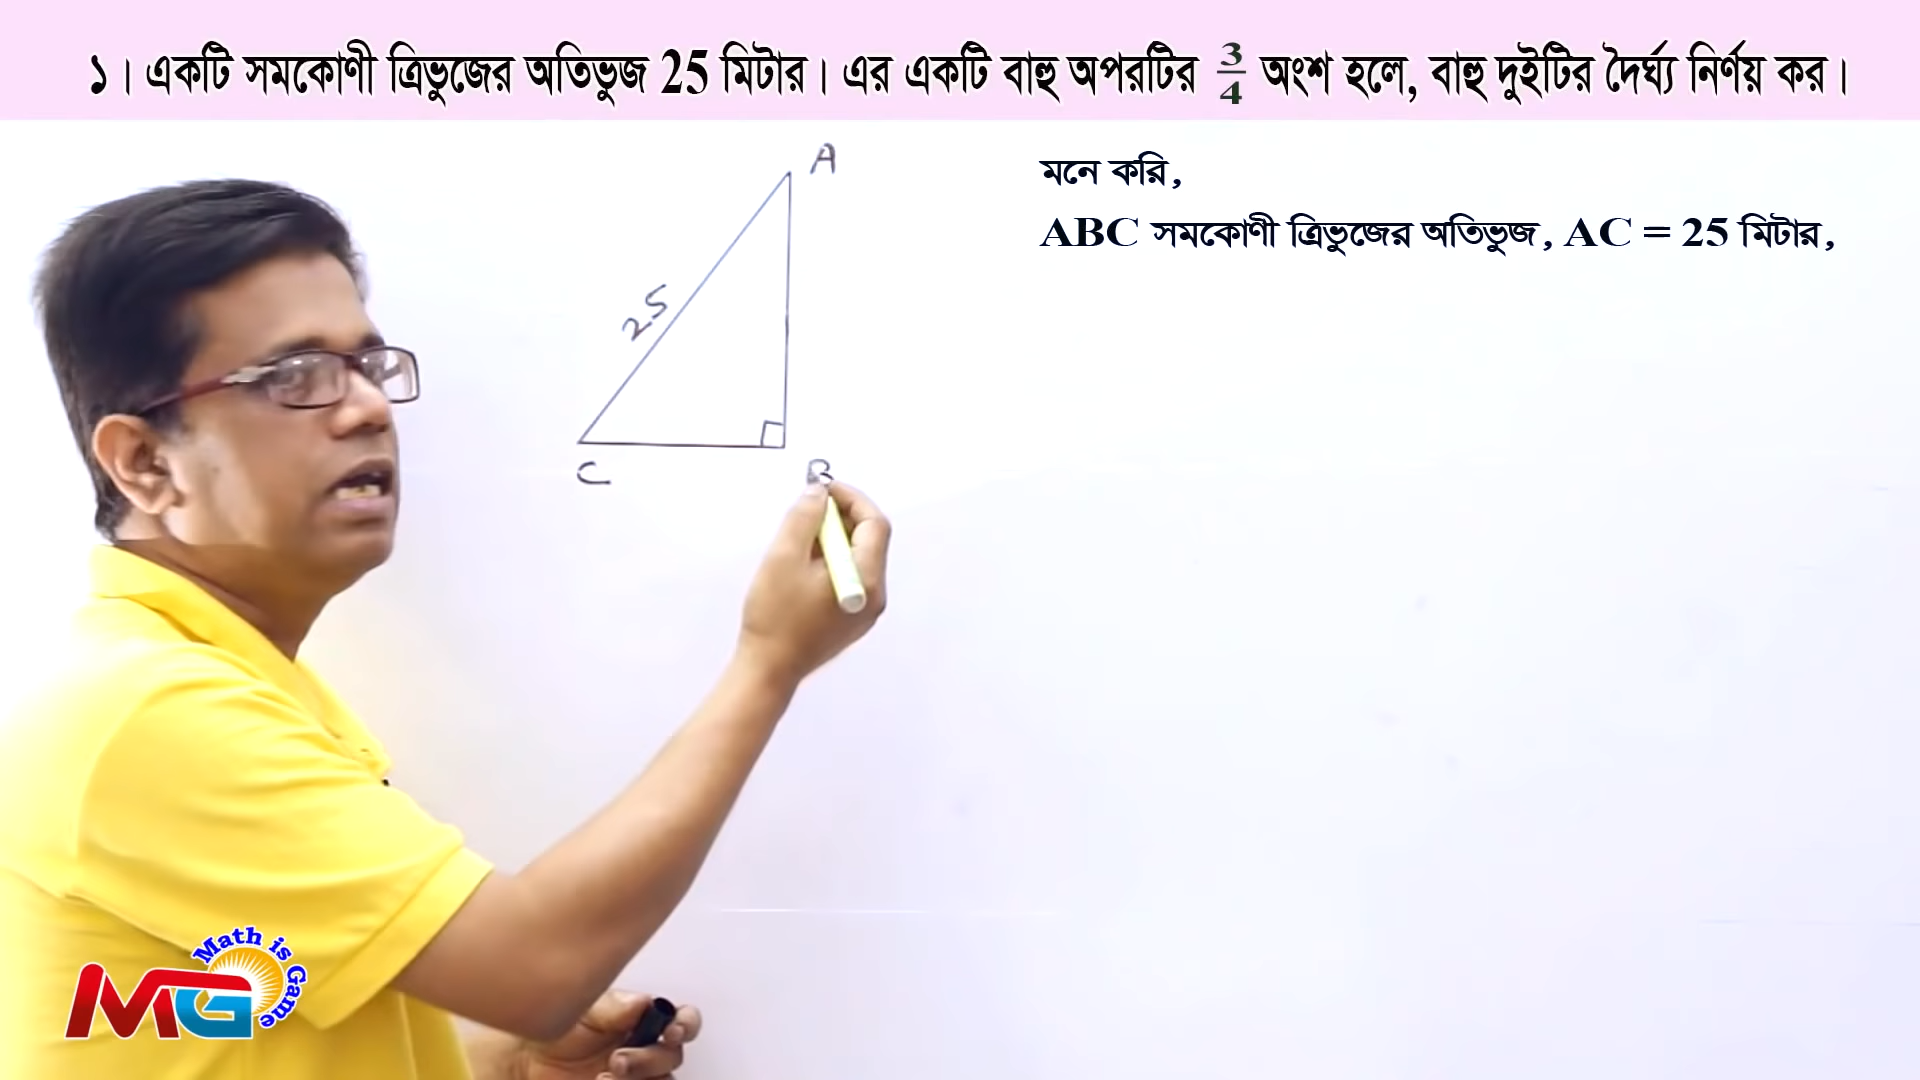 ১। একটি সমকোণী ত্রিভুজের অতিভুজ 25 মিটার। এর একটি বাহু অপরটির 3/4 অংশ হলে, বাহু দুইটির দৈর্ঘ্য নির্ণয় কর।
A
মনে করি,
ABC সমকোণী ত্রিভুজের অতিভুজ, AC = 25 মিটার,
25
C
B
Math is Game
MG